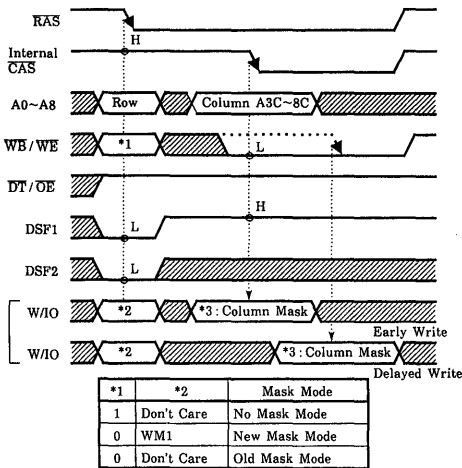 RAS
H
Internal
CAS
A0~A8 Row Column A3C~8C
WB / WE *1 L
DT / OE
H
DSF1 L
DSF2 L
W/IO *2 *3 : Column Mask
Early Write
W/IO *2 *3 : Column Mask
Delayed Write
*1 *2 Mask Mode
1 Don't Care No Mask Mode
0 WM1 New Mask Mode
0 Don't Care Old Mask Mode